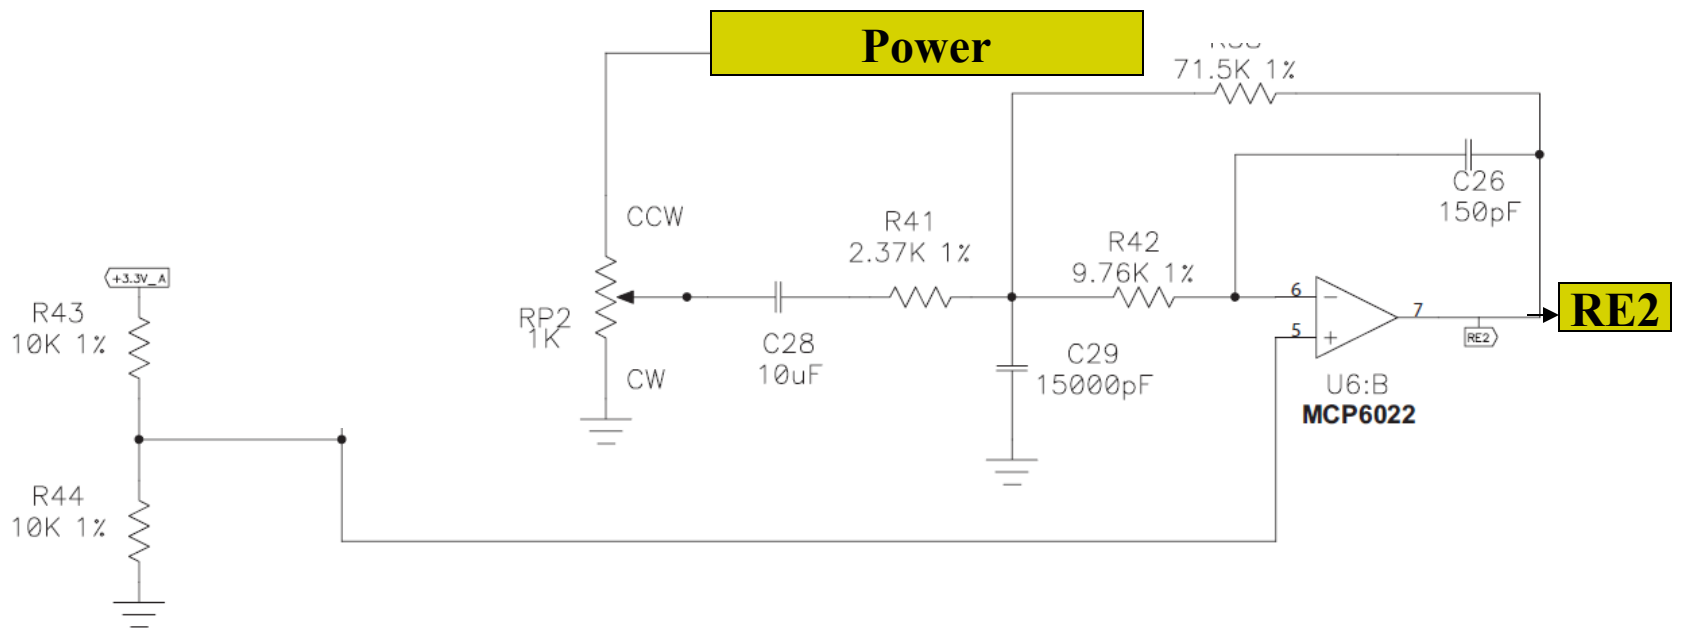 Power
71.5K 1%
C26
150pF
CCW
R41
2.37K 1%
R42
9.76K 1%
+3.3V_A
R43
10K 1%
RP2
1K
C28
10uF
CW
C29
15000pF
6
5
7
RE2
RE2
U6:B
MCP6022
R44
10K 1%